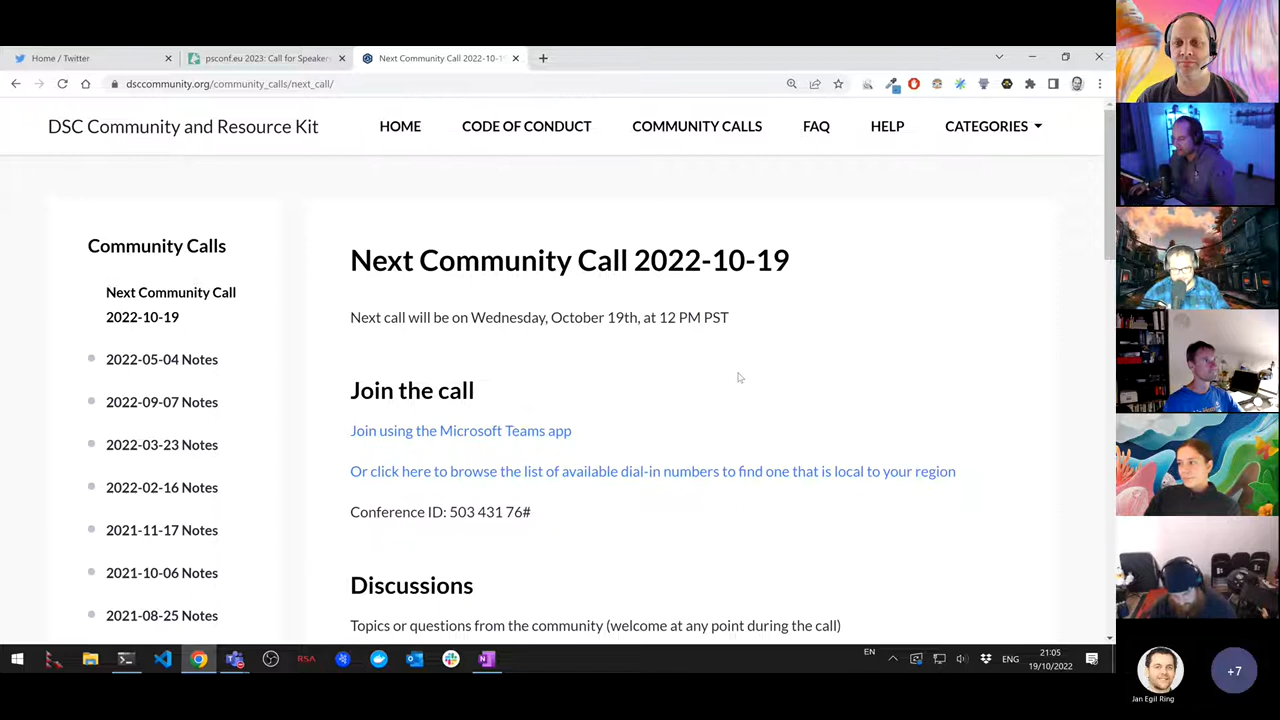 Home / Twitter
psconf.eu 2023: Call for Speaker
Next Community Call 2022-10-1
dsccommunity.org/community_calls/next_call/
DSC Community and Resource Kit
HOME
CODE OF CONDUCT
COMMUNITY CALLS
FAQ
HELP
CATEGORIES
Community Calls
Next Community Call
2022-10-19
2022-05-04 Notes
2022-09-07 Notes
2022-03-23 Notes
2022-02-16 Notes
2021-11-17 Notes
2021-10-06 Notes
2021-08-25 Notes
Next Community Call 2022-10-19
Next call will be on Wednesday, October 19th, at 12 PM PST
Join the call
Join using the Microsoft Teams app
Or click here to browse the list of available dial-in numbers to find one that is local to your region
Conference ID: 503 431 76#
Discussions
Topics or questions from the community (welcome at any point during the call)
RSA
EN
ENG
21:05
19/10/2022
Jan Egil Ring
+7